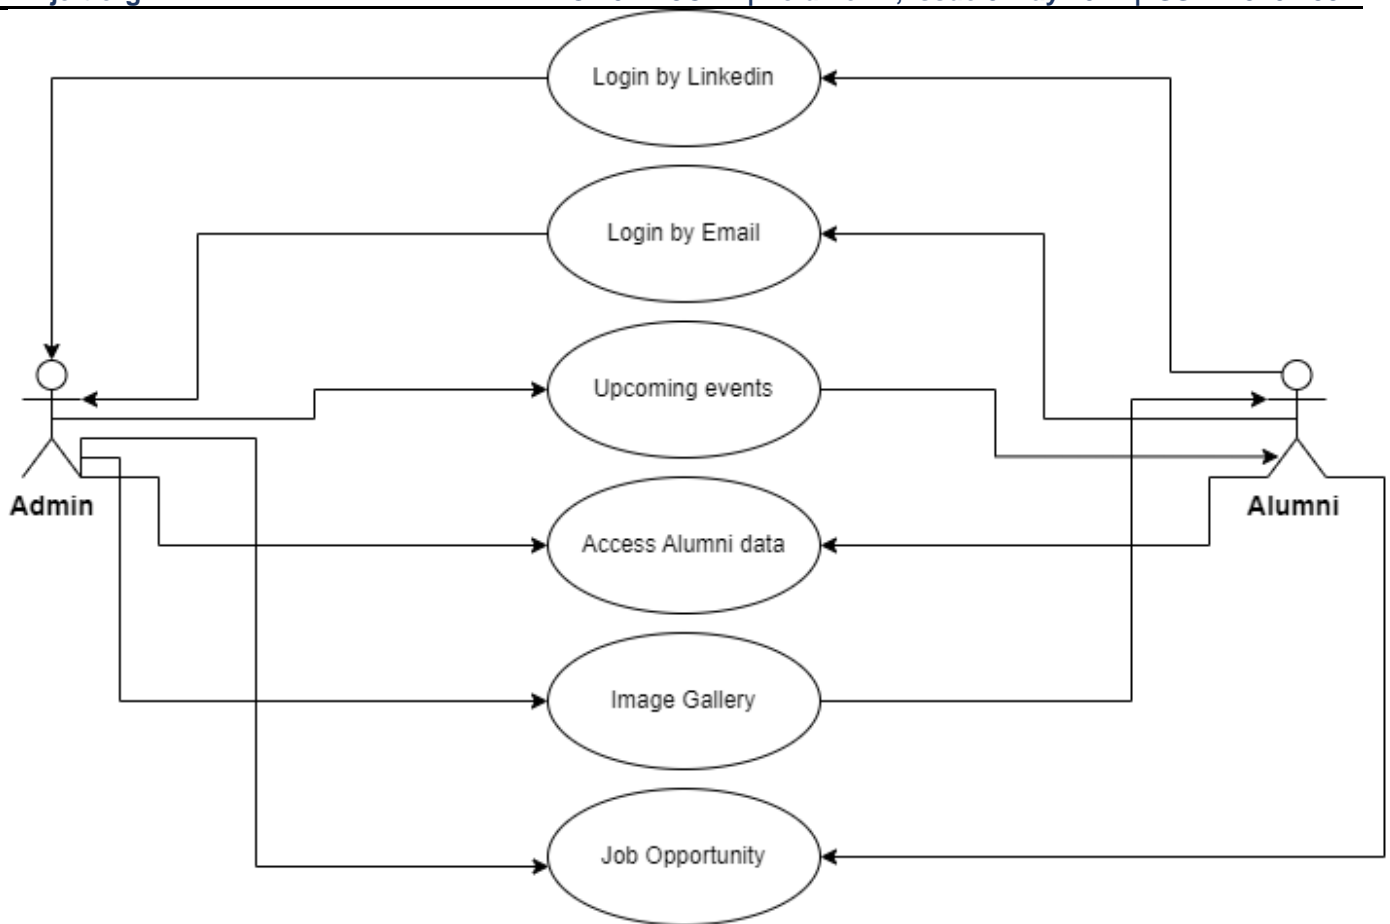 Login by Linkedin
Login by Email
Upcoming events
Admin
Alumni
Access Alumni data
Image Gallery
Job Opportunity